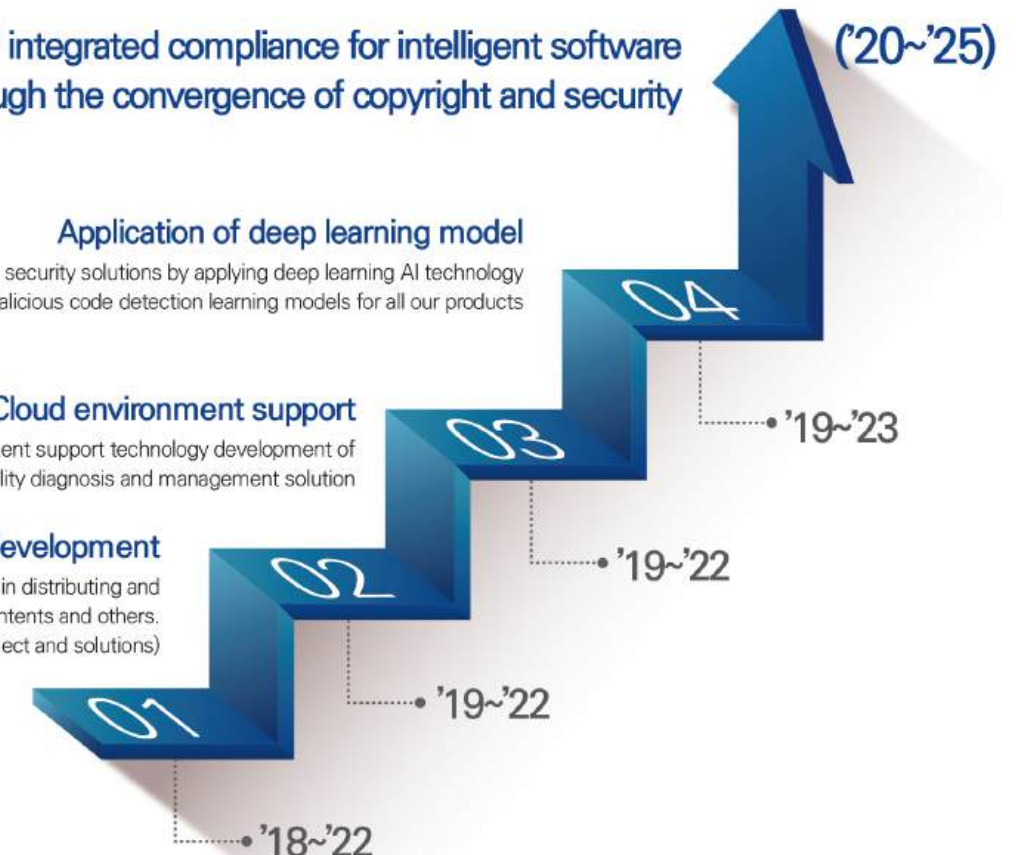 integrated compliance for intelligent software
ugh the convergence of copyright and security
('20~'25)
Application of deep learning model
security solutions by applying deep learning AI technology
alicious code detection learning models for all our products
04
'19~'23
Cloud environment support
ent support technology development of
lity diagnosis and management solution
03
'19~'22
evelopment
in distributing and
ntents and others.
ect and solutions)
02
'19~'22
01
'18~'22